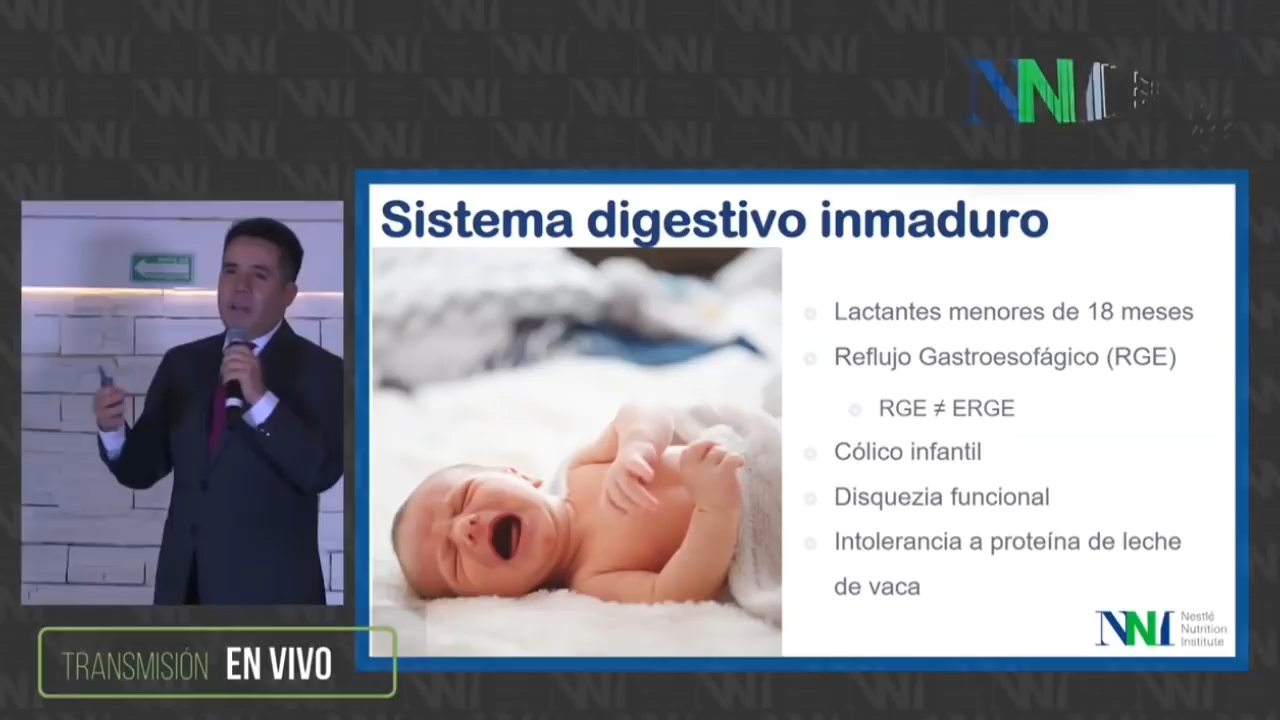 NNI
Sistema digestivo inmaduro
Lactantes menores de 18 meses
Reflujo Gastroesofágico (RGE)
RGE ≠ ERGE
Cólico infantil
Disquezia funcional
Intolerancia a proteína de leche
de vaca
NNI Nestlé
Nutrition
Institute
TRANSMISIÓN EN VIVO